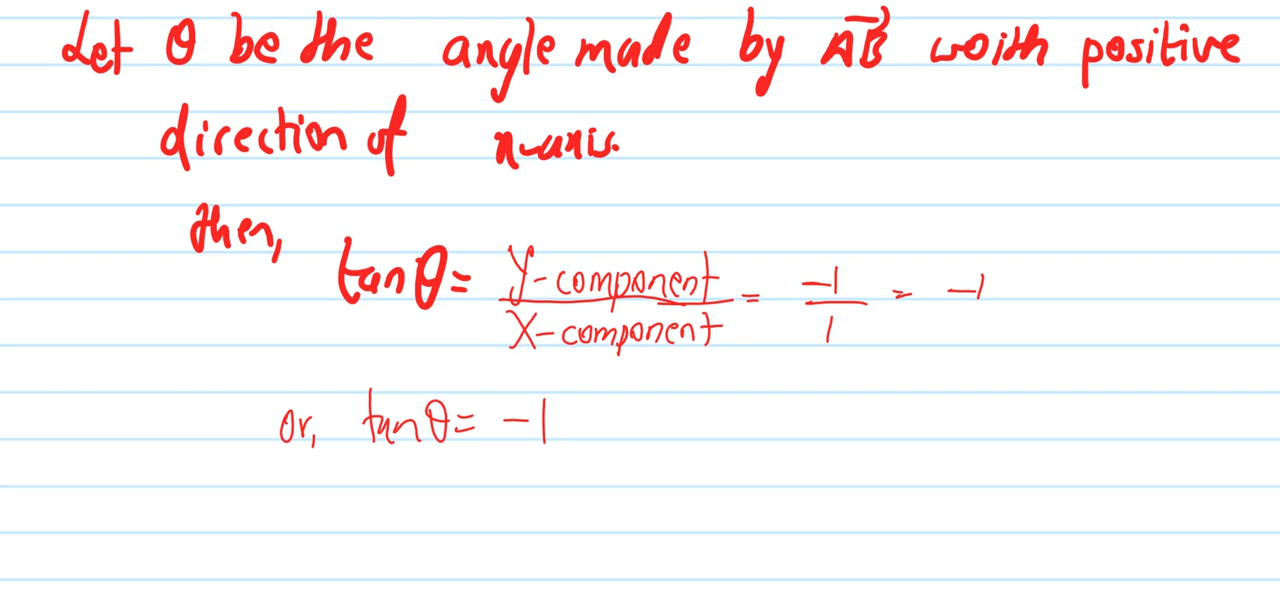 Let θ be the angle made by AB with positive
direction of x-axis.
then,
tanθ = Y-component / X-component = -1 / 1 = -1
or, tanθ = -1